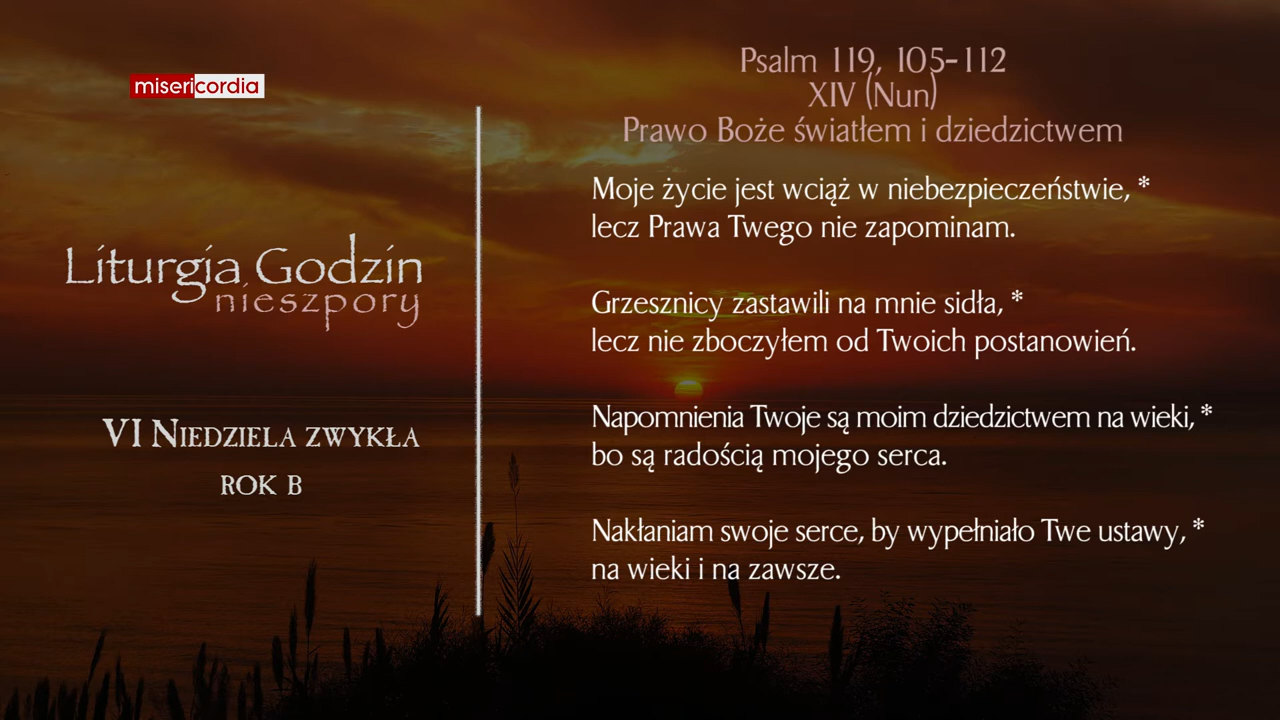 misericordia
Liturgia Godzin
nieszpory
VI Niedziela zwykła
rok B
Psalm 119, 105-112
XIV (Nun)
Prawo Boże światłem i dziedzictwem
Moje życie jest wciąż w niebezpieczeństwie, *
lecz Prawa Twego nie zapominam.
Grzesznicy zastawili na mnie sidła, *
lecz nie zboczyłem od Twoich postanowień.
Napomnienia Twoje są moim dziedzictwem na wieki, *
bo są radością mojego serca.
Nakłaniam swoje serce, by wypełniało Twe ustawy, *
na wieki i na zawsze.